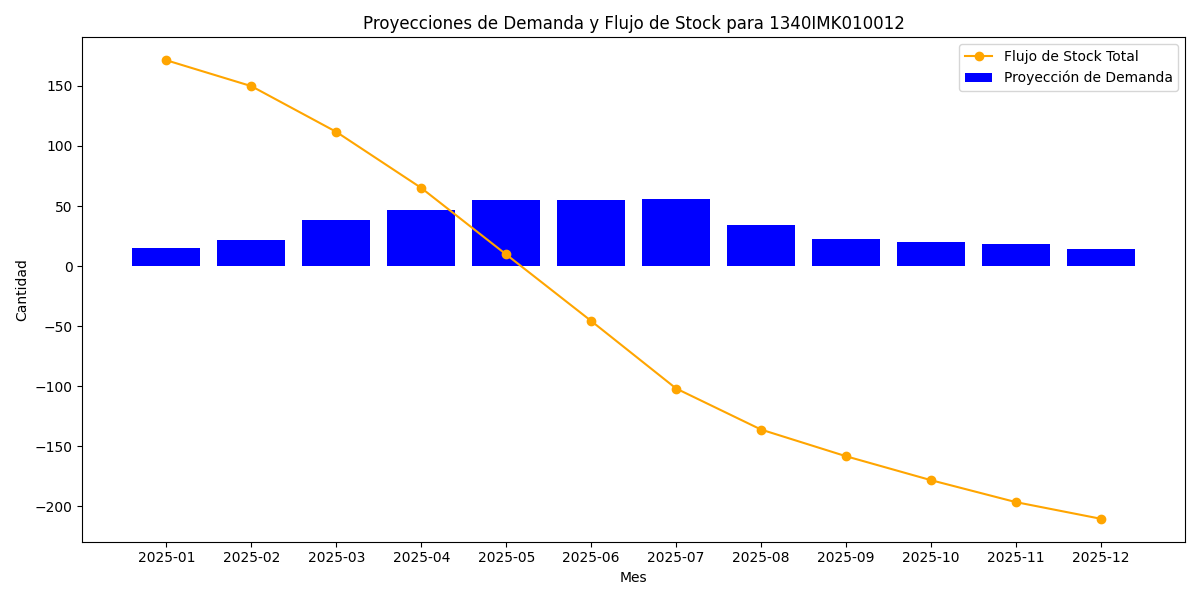 Proyecciones de Demanda y Flujo de Stock para 1340IMK010012
Flujo de Stock Total
Proyección de Demanda
Cantidad
150
100
50
0
−50
−100
−150
−200
2025-01 2025-02 2025-03 2025-04 2025-05 2025-06 2025-07 2025-08 2025-09 2025-10 2025-11 2025-12
Mes